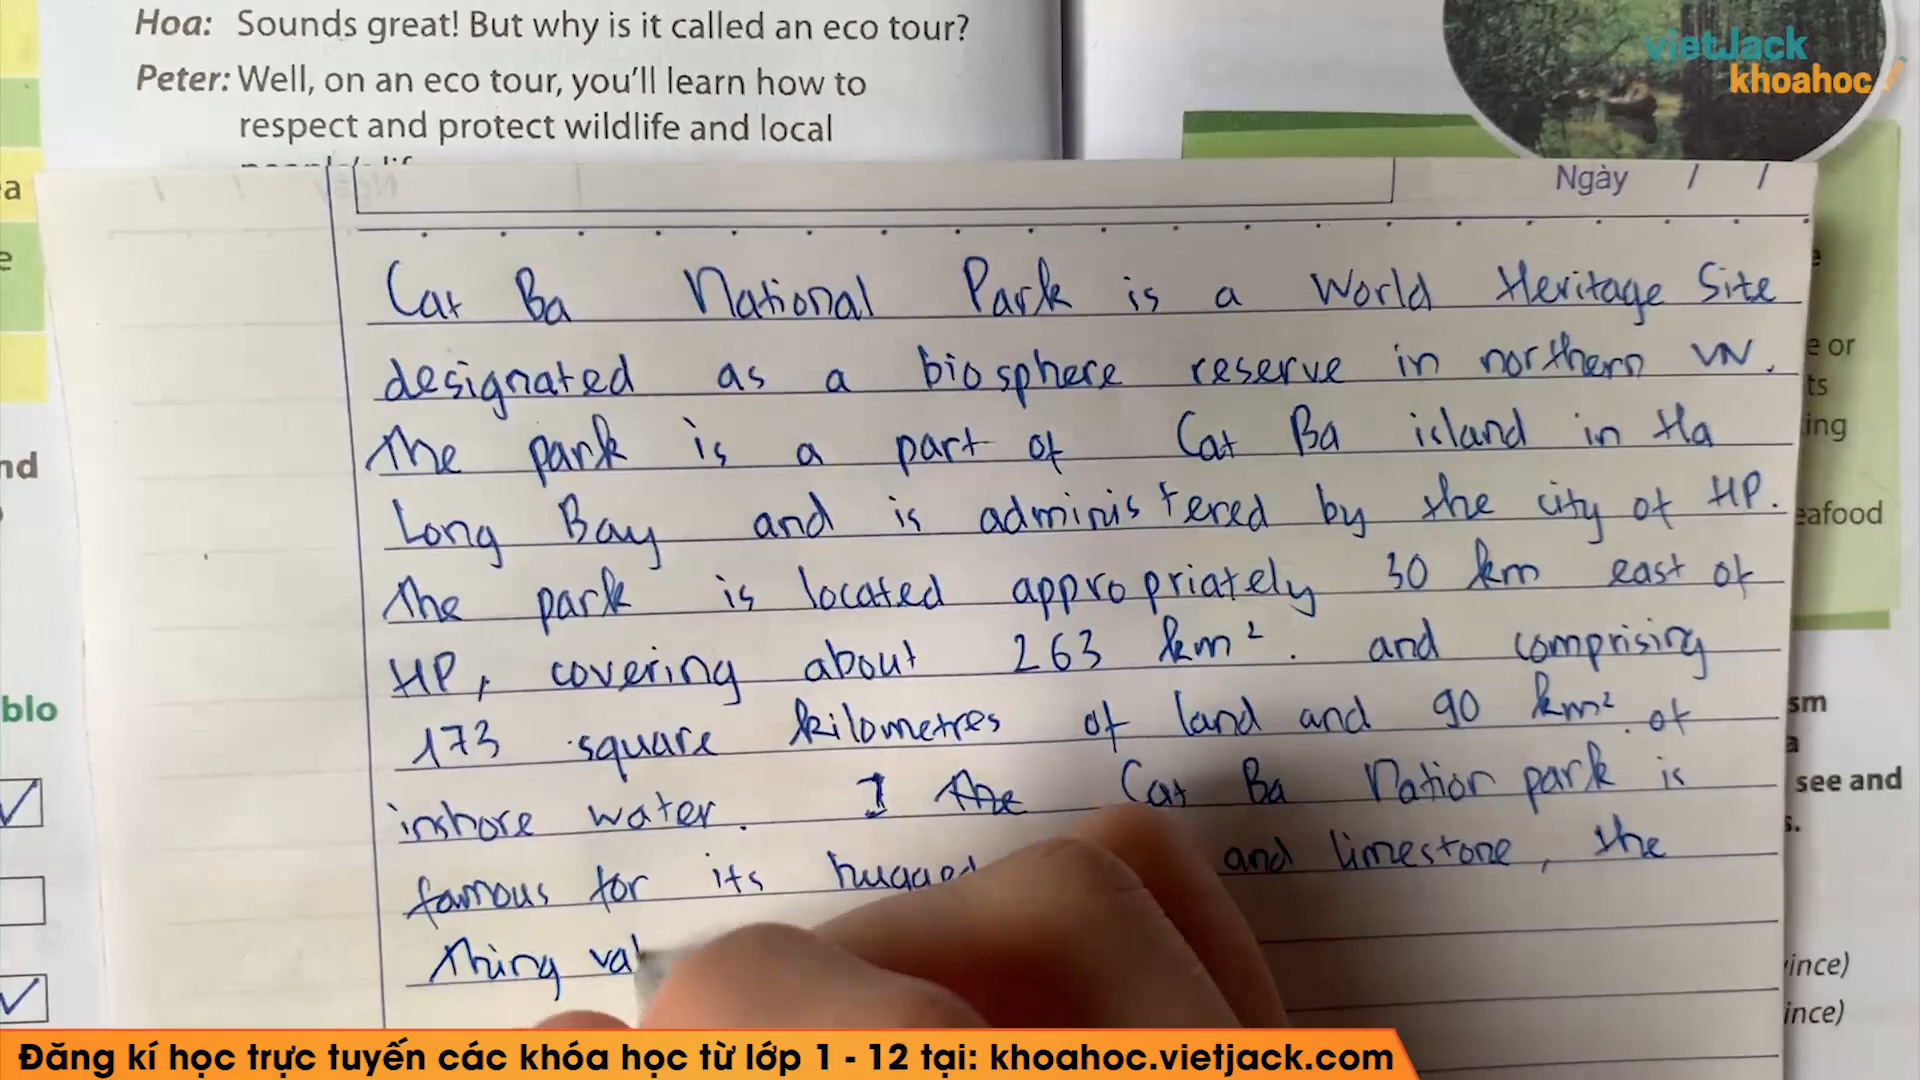 Hoa: Sounds great! But why is it called an eco tour?
Peter: Well, on an eco tour, you'll learn how to
respect and protect wildlife and local
vietJack
khoahoc
Ngày / /
Cat Ba National Park is a World Heritage Site
designated as a biosphere reserve in northern VN.
The park is a part of Cat Ba island in Ha
Long Bay and is administered by the city of HP.
The park is located appropriately 30 km east of
HP, covering about 263 km². and comprising
173 square kilometres of land and 90 km². of
inshore water. I The Cat Ba Nation park is
famous for its and limestone, the
Thing
a
e
nd
blo
e or
ts
ing
eafood
sm
a
see and
s.
ince)
ince)
Đăng kí học trực tuyến các khóa học từ lớp 1 - 12 tại: khoahoc.vietjack.com